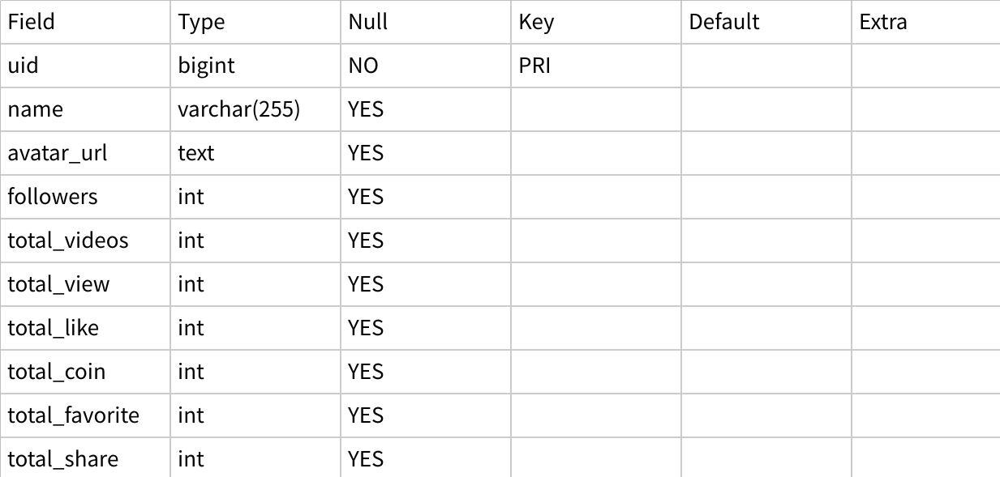 Field Type Null Key Default Extra
uid bigint NO PRI
name varchar(255) YES
avatar_url text YES
followers int YES
total_videos int YES
total_view int YES
total_like int YES
total_coin int YES
total_favorite int YES
total_share int YES